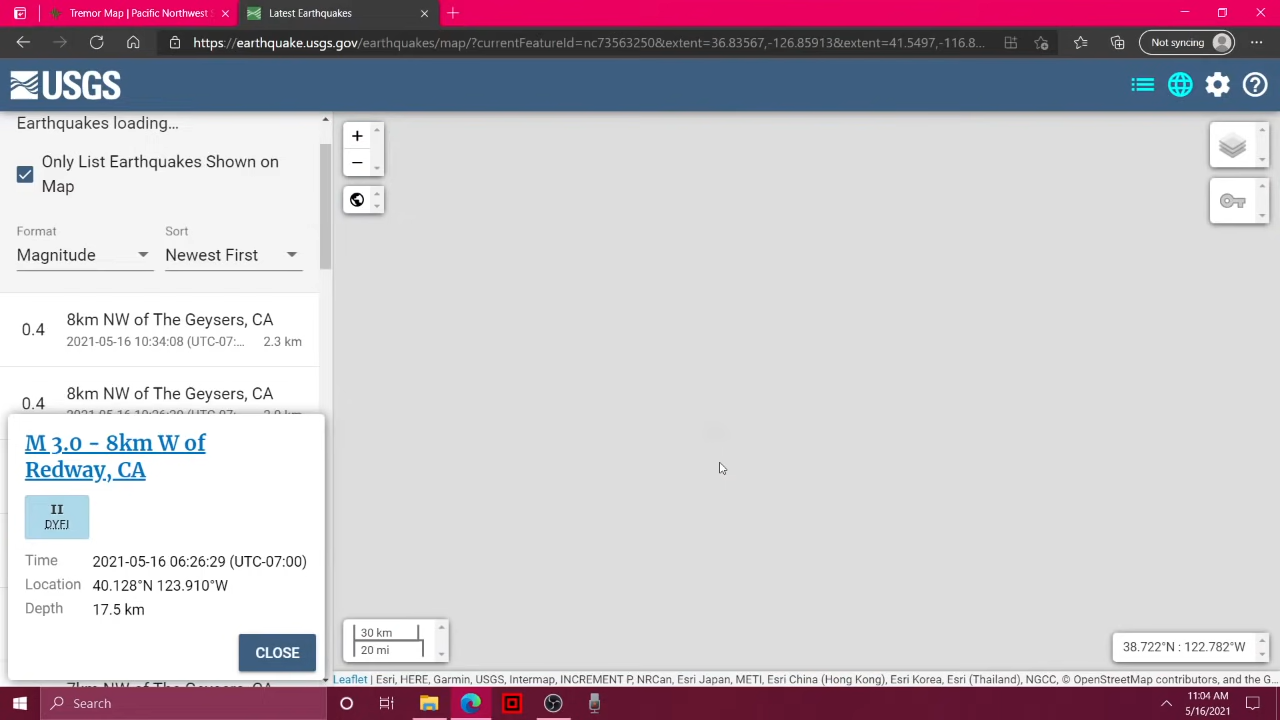 Tremor Map | Pacific Northwest
Latest Earthquakes
https://earthquake.usgs.gov/earthquakes/map/?currentFeatureId=nc73563250&extent=36.83567,-126.85913&extent=41.5497,-116.8...
Not syncing
USGS
Earthquakes loading...
Only List Earthquakes Shown on
Map
Format
Sort
Magnitude
Newest First
8km NW of The Geysers, CA
0.4
2021-05-16 10:34:08 (UTC-07:...
2.3 km
8km NW of The Geysers, CA
0.4
M 3.0 - 8km W of
Redway, CA
II
DYFI
Time 2021-05-16 06:26:29 (UTC-07:00)
Location 40.128°N 123.910°W
Depth 17.5 km
CLOSE
30 km
20 mi
38.722°N : 122.782°W
Leaflet | Esri, HERE, Garmin, USGS, Intermap, INCREMENT P, NRCan, Esri Japan, METI, Esri China (Hong Kong), Esri Korea, Esri (Thailand), NGCC, © OpenStreetMap contributors, and the G...
Search
11:04 AM
5/16/2021